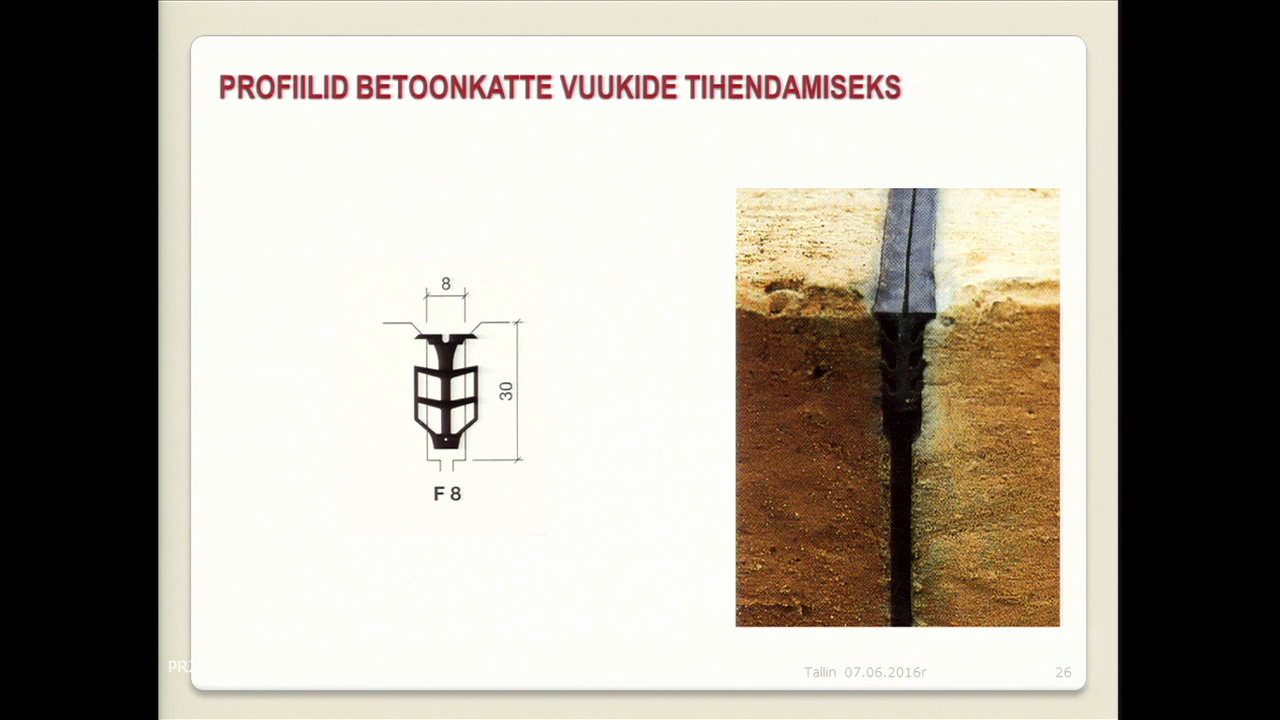 PROFIILID BETOONKATTE VUUKIDE TIHENDAMISEKS
8
30
F 8
Tallin 07.06.2016r
26